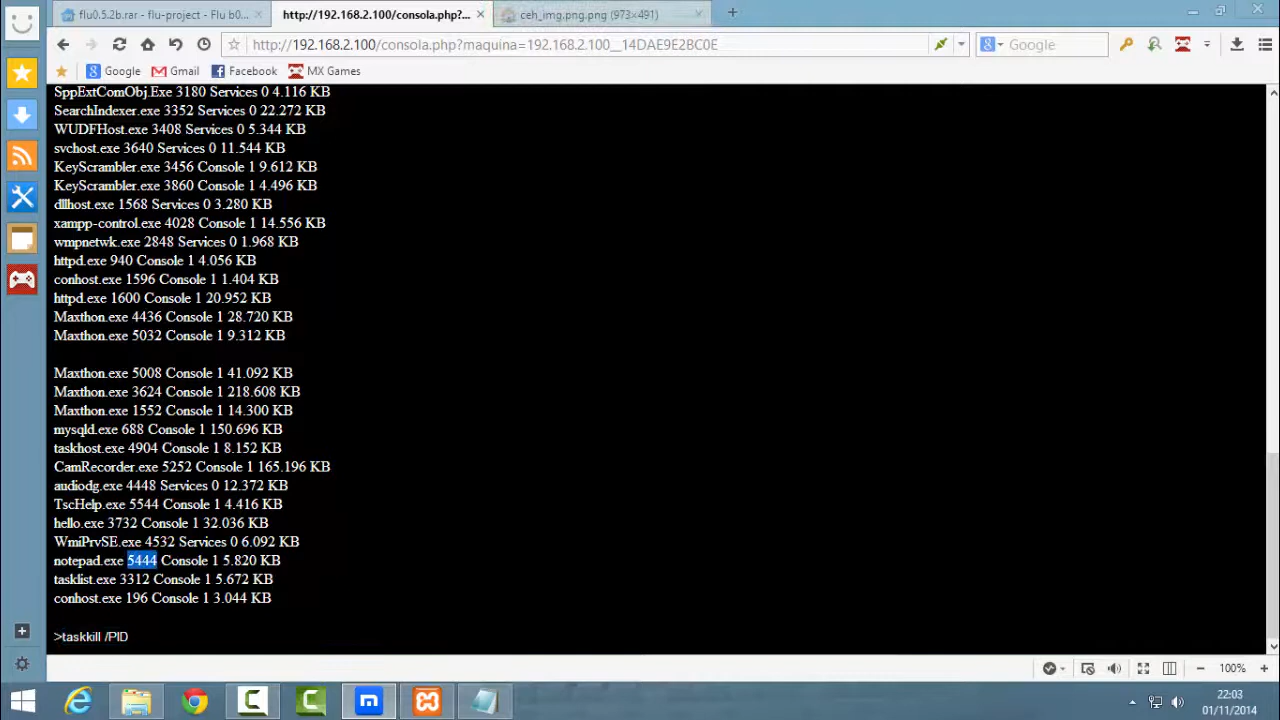 flu0.5.2b.rar - flu-project - Flu b0...
http://192.168.2.100/consola.php?...
ceh_img.png.png (973×491)
http://192.168.2.100/consola.php?maquina=192.168.2.100__14DAE9E2BC0E
Google
Google
Gmail
Facebook
MX Games
SppExtComObj.Exe 3180 Services 0 4.116 KB
SearchIndexer.exe 3352 Services 0 22.272 KB
WUDFHost.exe 3408 Services 0 5.344 KB
svchost.exe 3640 Services 0 11.544 KB
KeyScrambler.exe 3456 Console 1 9.612 KB
KeyScrambler.exe 3860 Console 1 4.496 KB
dllhost.exe 1568 Services 0 3.280 KB
xampp-control.exe 4028 Console 1 14.556 KB
wmpnetwk.exe 2848 Services 0 1.968 KB
httpd.exe 940 Console 1 4.056 KB
conhost.exe 1596 Console 1 1.404 KB
httpd.exe 1600 Console 1 20.952 KB
Maxthon.exe 4436 Console 1 28.720 KB
Maxthon.exe 5032 Console 1 9.312 KB
Maxthon.exe 5008 Console 1 41.092 KB
Maxthon.exe 3624 Console 1 218.608 KB
Maxthon.exe 1552 Console 1 14.300 KB
mysqld.exe 688 Console 1 150.696 KB
taskhost.exe 4904 Console 1 8.152 KB
CamRecorder.exe 5252 Console 1 165.196 KB
audiodg.exe 4448 Services 0 12.372 KB
TscHelp.exe 5544 Console 1 4.416 KB
hello.exe 3732 Console 1 32.036 KB
WmiPrvSE.exe 4532 Services 0 6.092 KB
notepad.exe 5444 Console 1 5.820 KB
tasklist.exe 3312 Console 1 5.672 KB
conhost.exe 196 Console 1 3.044 KB
>taskkill /PID
100%
22:03
01/11/2014